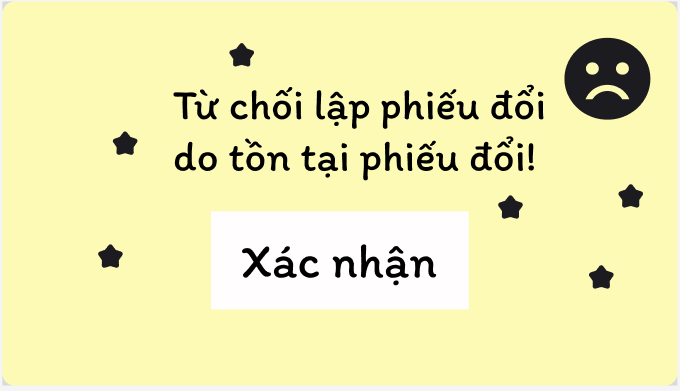 Từ chối lập phiếu đổi
do tồn tại phiếu đổi!
Xác nhận